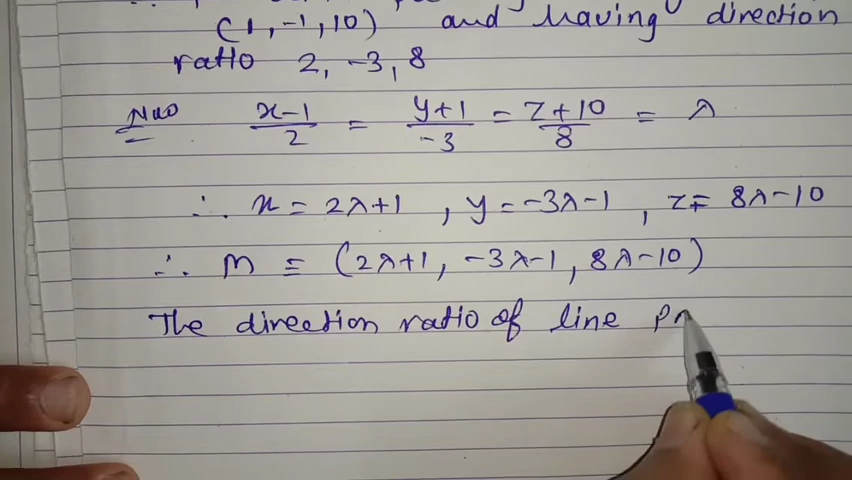 (1, -1, 10) and having direction
ratio 2, -3, 8
Now x-1/2 = y+1/-3 = z+10/8 = λ
∴ x = 2λ+1, y = -3λ-1, z = 8λ-10
∴ M ≡ (2λ+1, -3λ-1, 8λ-10)
The direction ratio of line P